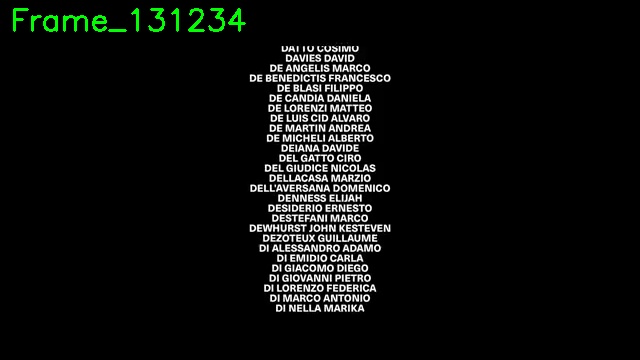 Frame_131234
DATTO COSIMO
DAVIES DAVID
DE ANGELIS MARCO
DE BENEDICTIS FRANCESCO
DE BLASI FILIPPO
DE CANDIA DANIELA
DE LORENZI MATTEO
DE LUIS CID ALVARO
DE MARTIN ANDREA
DE MICHELI ALBERTO
DEIANA DAVIDE
DEL GATTO CIRO
DEL GIUDICE NICOLAS
DELLACASA MARZIO
DELL'AVERSANA DOMENICO
DENNESS ELIJAH
DESIDERIO ERNESTO
DESTEFANI MARCO
DEWHURST JOHN KESTEVEN
DEZOTEUX GUILLAUME
DI ALESSANDRO ADAMO
DI EMIDIO CARLA
DI GIACOMO DIEGO
DI GIOVANNI PIETRO
DI LORENZO FEDERICA
DI MARCO ANTONIO
DI NELLA MARIKA